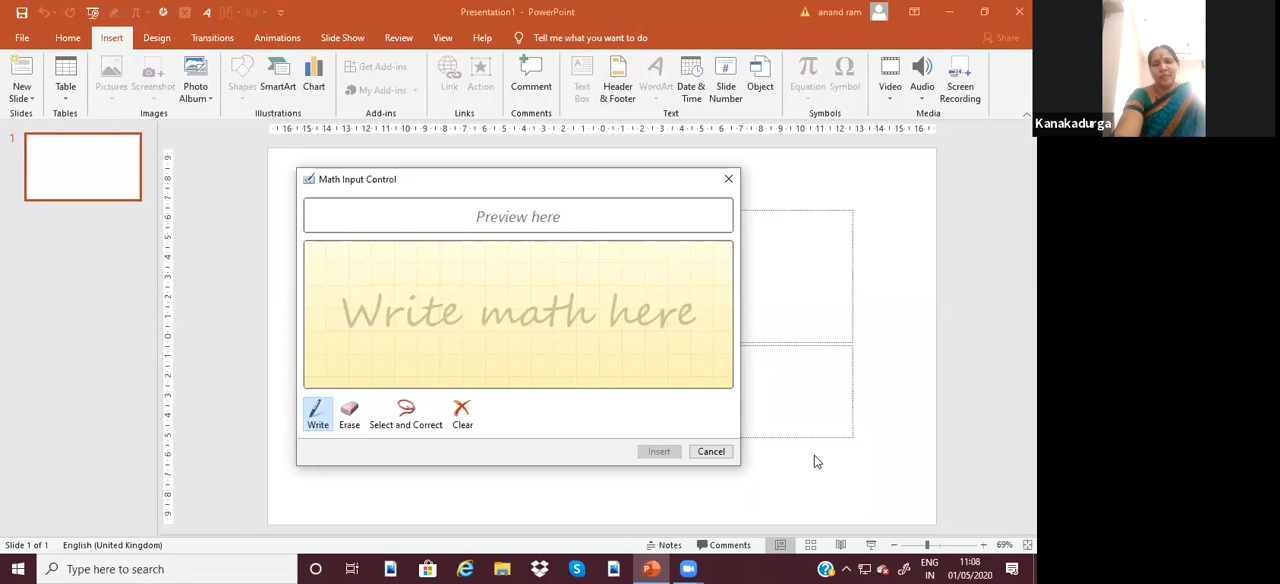 Presentation1 - PowerPoint
anand ram
File Home Insert Design Transitions Animations Slide Show Review View Help Tell me what you want to do Share
New Slide Table Pictures Screenshot Photo Album Shapes SmartArt Chart Get Add-ins My Add-ins Link Action Comment Text Box Header & Footer WordArt Date & Time Slide Number Object Equation Symbol Video Audio Screen Recording
Slides Tables Images Illustrations Add-ins Links Comments Text Symbols Media
Kanakadurga
1
Math Input Control
Preview here
Write math here
Write Erase Select and Correct Clear
Insert Cancel
Slide 1 of 1 English (United Kingdom) Notes Comments 69%
Type here to search
ENG 11:08
IN 01/05/2020